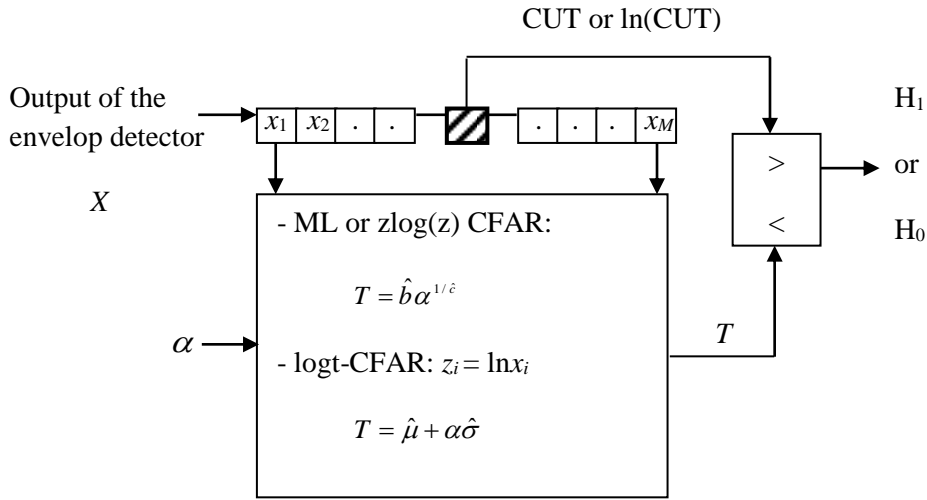 CUT or ln(CUT)
Output of the
envelop detector
X
x₁ x₂ . . . . . x_M
H₁
or
H₀
>
<
- ML or zlog(z) CFAR:
T = b̂α^{1/ĉ}
α
- logt-CFAR: zᵢ = lnxᵢ
T = μ̂ + ασ̂
T